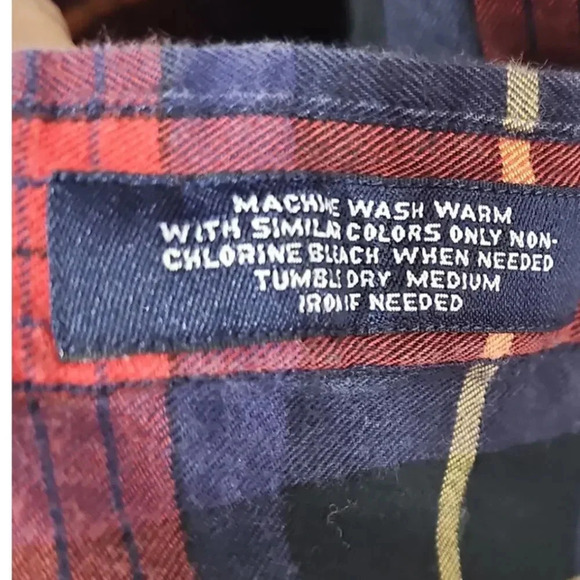 MACHINE WASH WARM
WITH SIMILAR COLORS ONLY NON-
CHLORINE BLEACH WHEN NEEDED
TUMBLE DRY MEDIUM
IRON IF NEEDED